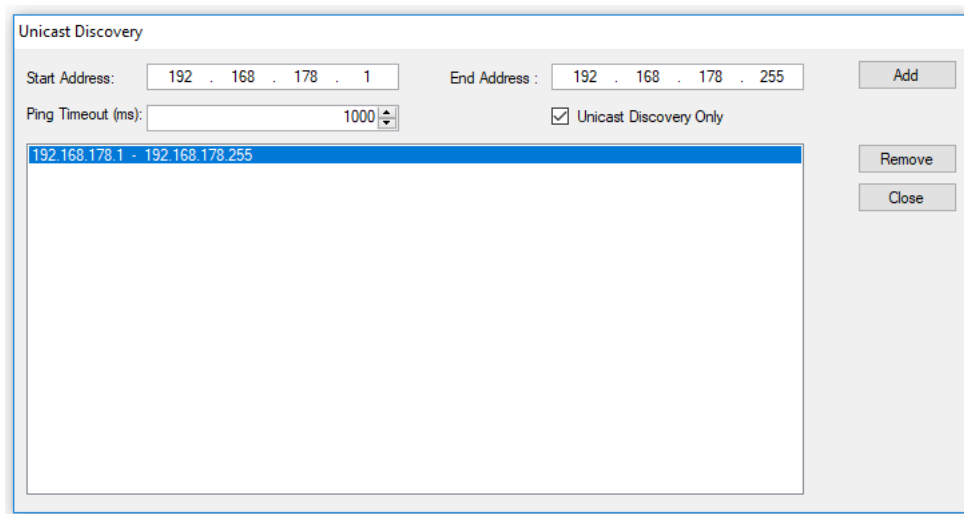 Unicast Discovery
Start Address: 192 . 168 . 178 . 1 End Address : 192 . 168 . 178 . 255 Add
Ping Timeout (ms): 1000 Unicast Discovery Only
192.168.178.1 - 192.168.178.255
Remove
Close